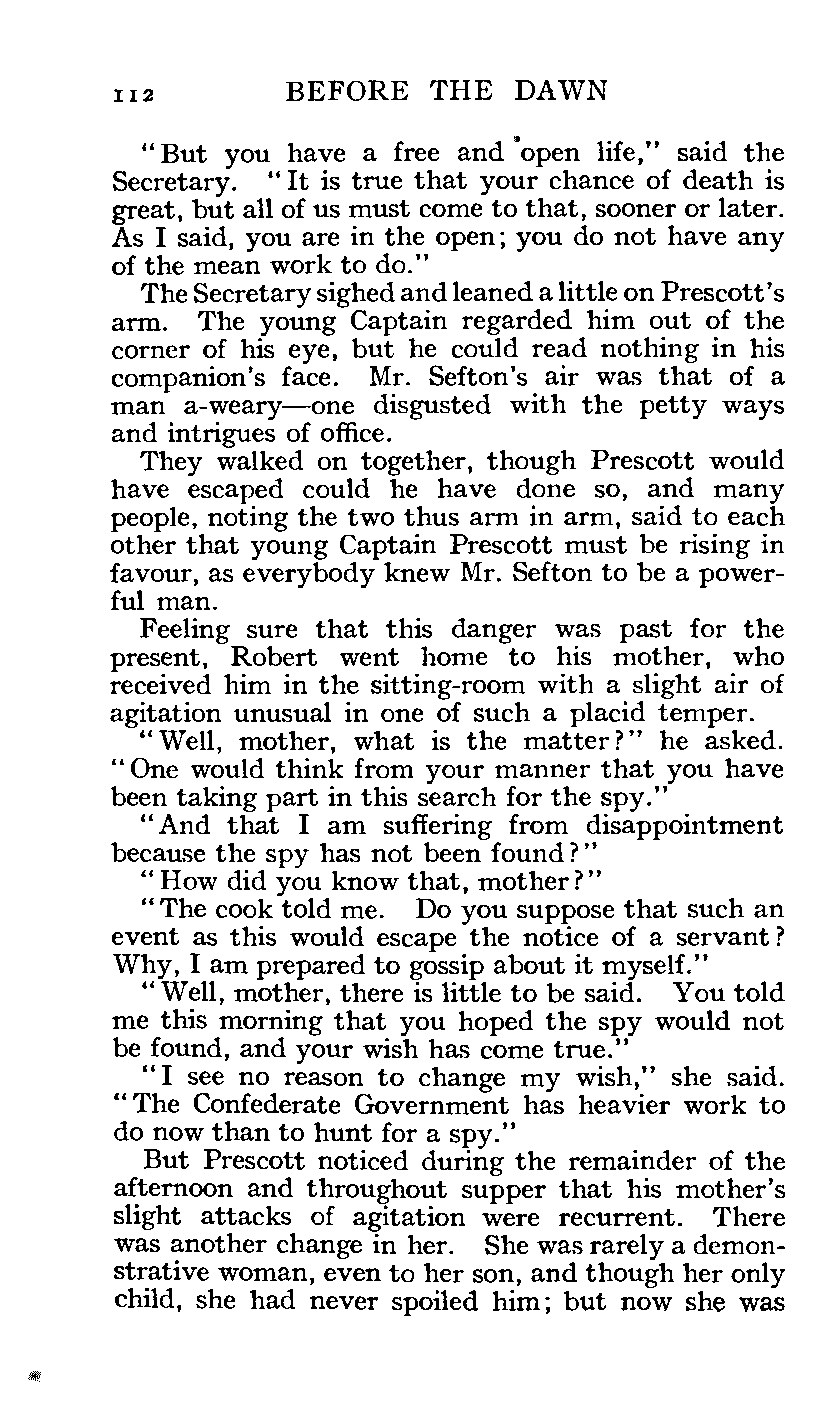 112 BEFORE THE DAWN
"But you have a free and open life," said the
Secretary. "It is true that your chance of death is
great, but all of us must come to that, sooner or later.
As I said, you are in the open; you do not have any
of the mean work to do."
The Secretary sighed and leaned a little on Prescott's
arm. The young Captain regarded him out of the
corner of his eye, but he could read nothing in his
companion's face. Mr. Sefton's air was that of a
man a-weary—one disgusted with the petty ways
and intrigues of office.
They walked on together, though Prescott would
have escaped could he have done so, and many
people, noting the two thus arm in arm, said to each
other that young Captain Prescott must be rising in
favour, as everybody knew Mr. Sefton to be a power-
ful man.
Feeling sure that this danger was past for the
present, Robert went home to his mother, who
received him in the sitting-room with a slight air of
agitation unusual in one of such a placid temper.
"Well, mother, what is the matter?" he asked.
"One would think from your manner that you have
been taking part in this search for the spy."
"And that I am suffering from disappointment
because the spy has not been found?"
"How did you know that, mother?"
"The cook told me. Do you suppose that such an
event as this would escape the notice of a servant?
Why, I am prepared to gossip about it myself."
"Well, mother, there is little to be said. You told
me this morning that you hoped the spy would not
be found, and your wish has come true."
"I see no reason to change my wish," she said.
"The Confederate Government has heavier work to
do now than to hunt for a spy."
But Prescott noticed during the remainder of the
afternoon and throughout supper that his mother's
slight attacks of agitation were recurrent. There
was another change in her. She was rarely a demon-
strative woman, even to her son, and though her only
child, she had never spoiled him; but now she was